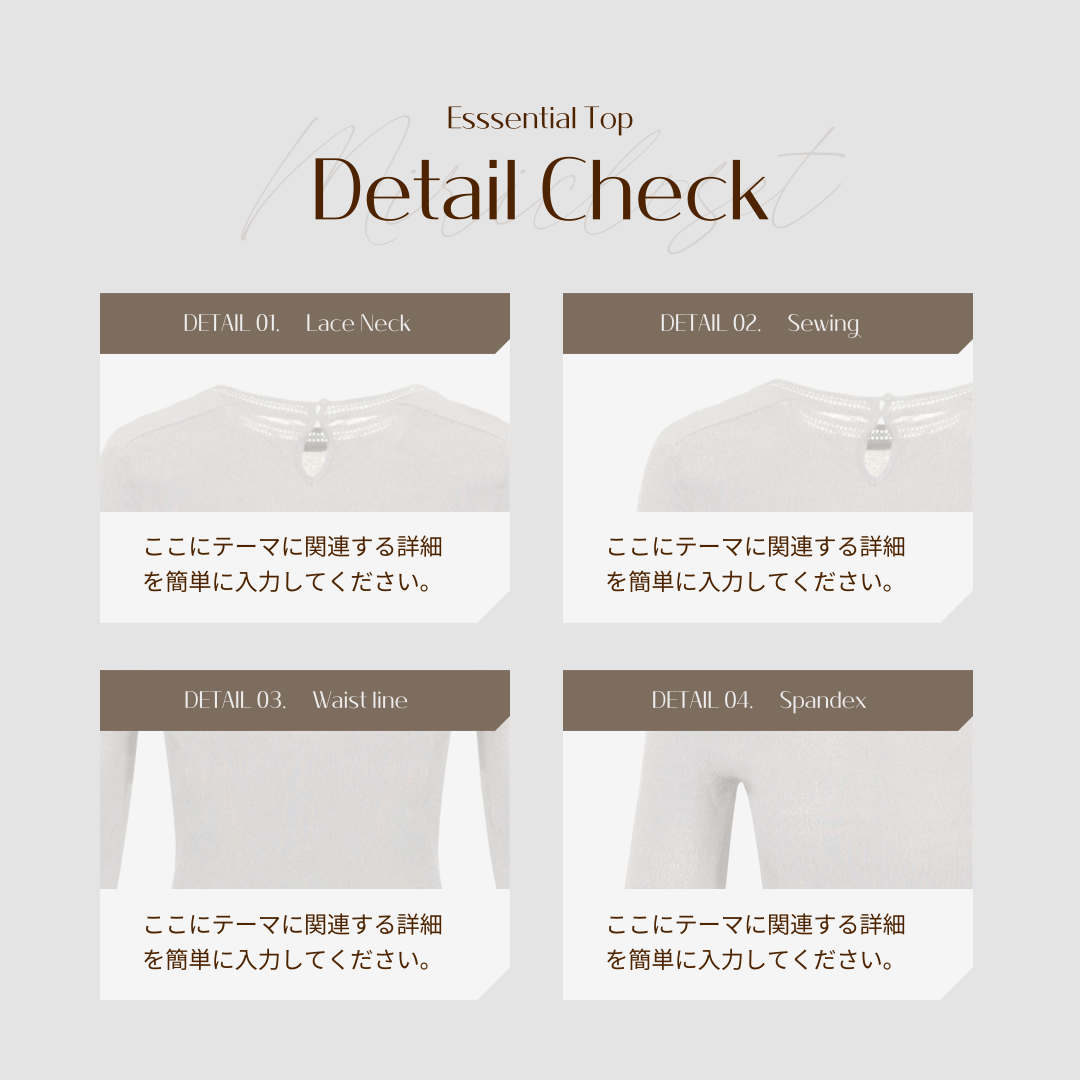 Esssential Top
Detail Check
DETAIL 01. Lace Neck
ここにテーマに関連する詳細
を簡単に入力してください。
DETAIL 02. Sewing
ここにテーマに関連する詳細
を簡単に入力してください。
DETAIL 03. Waist line
ここにテーマに関連する詳細
を簡単に入力してください。
DETAIL 04. Spandex
ここにテーマに関連する詳細
を簡単に入力してください。